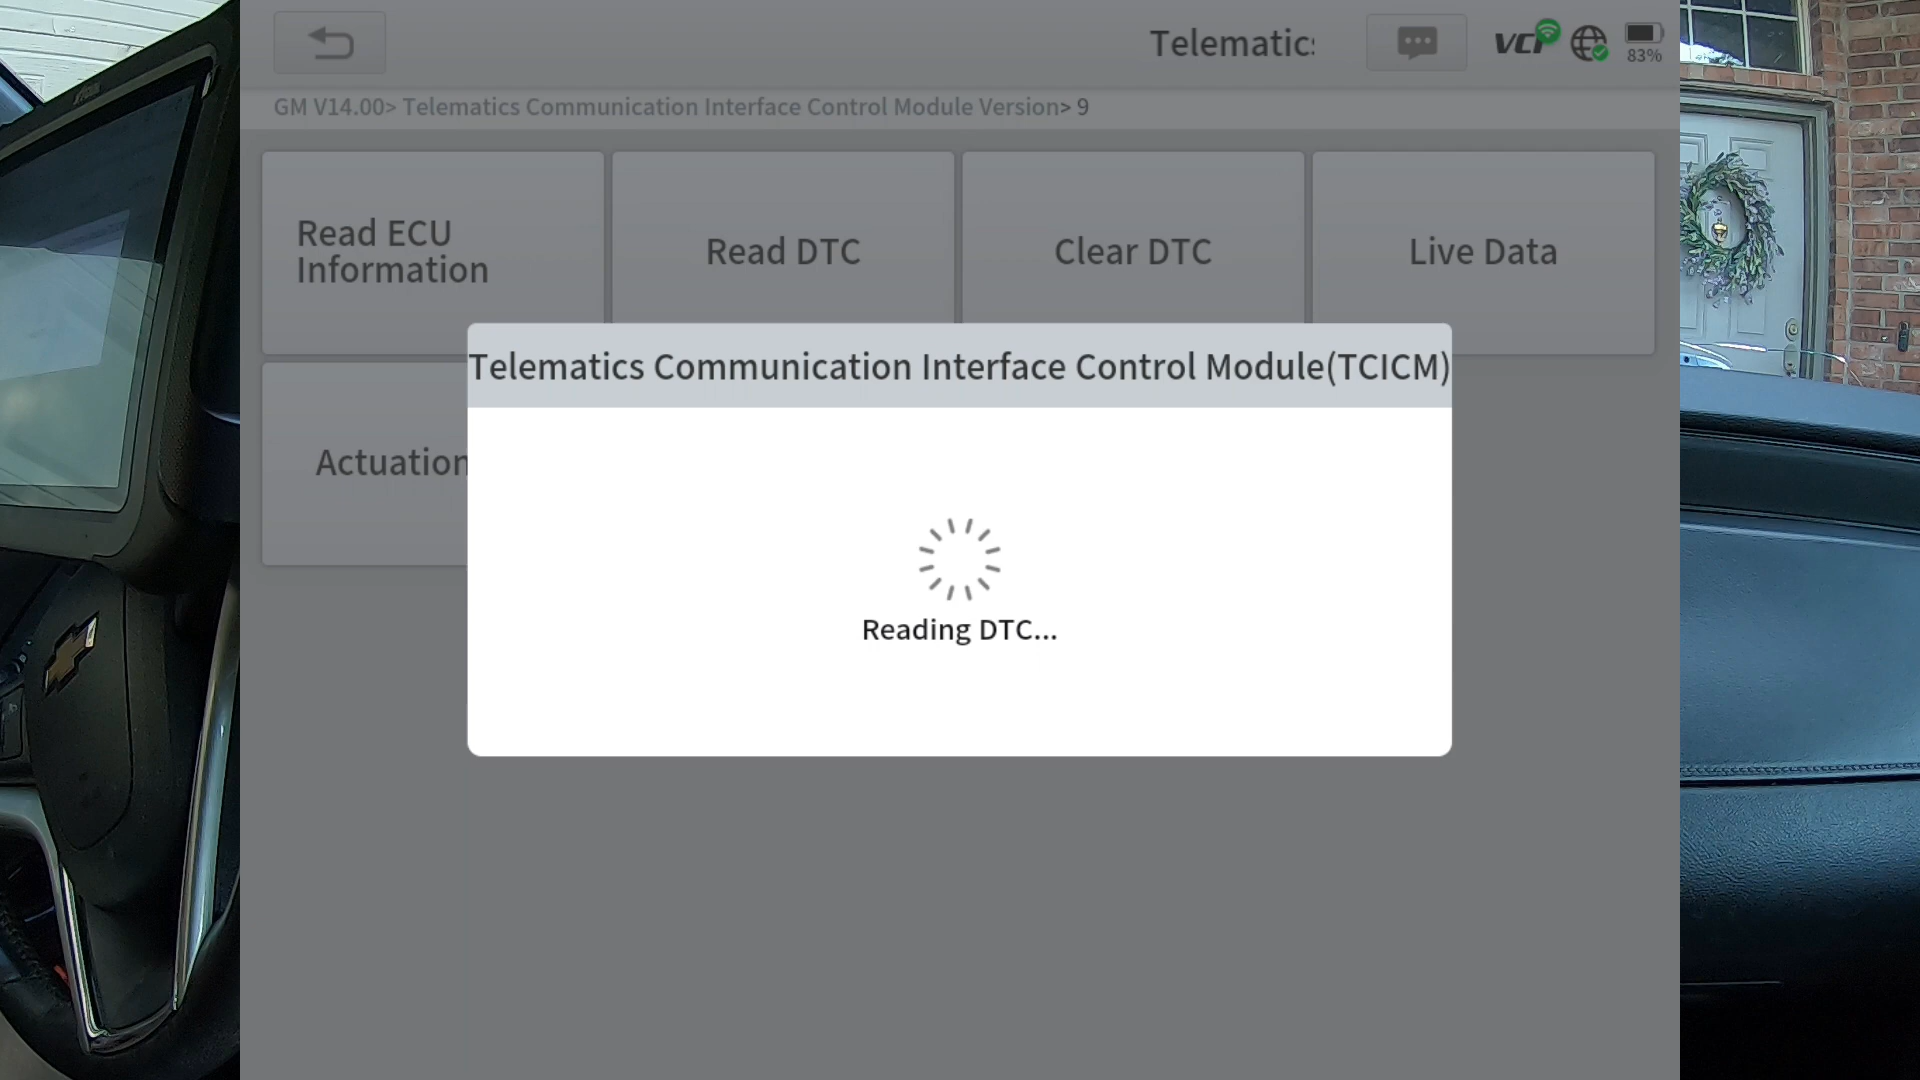 Telematic
VCI
83%
GM V14.00> Telematics Communication Interface Control Module Version> 9
Read ECU
Information
Read DTC
Clear DTC
Live Data
Telematics Communication Interface Control Module(TCICM)
Actuation
Reading DTC...